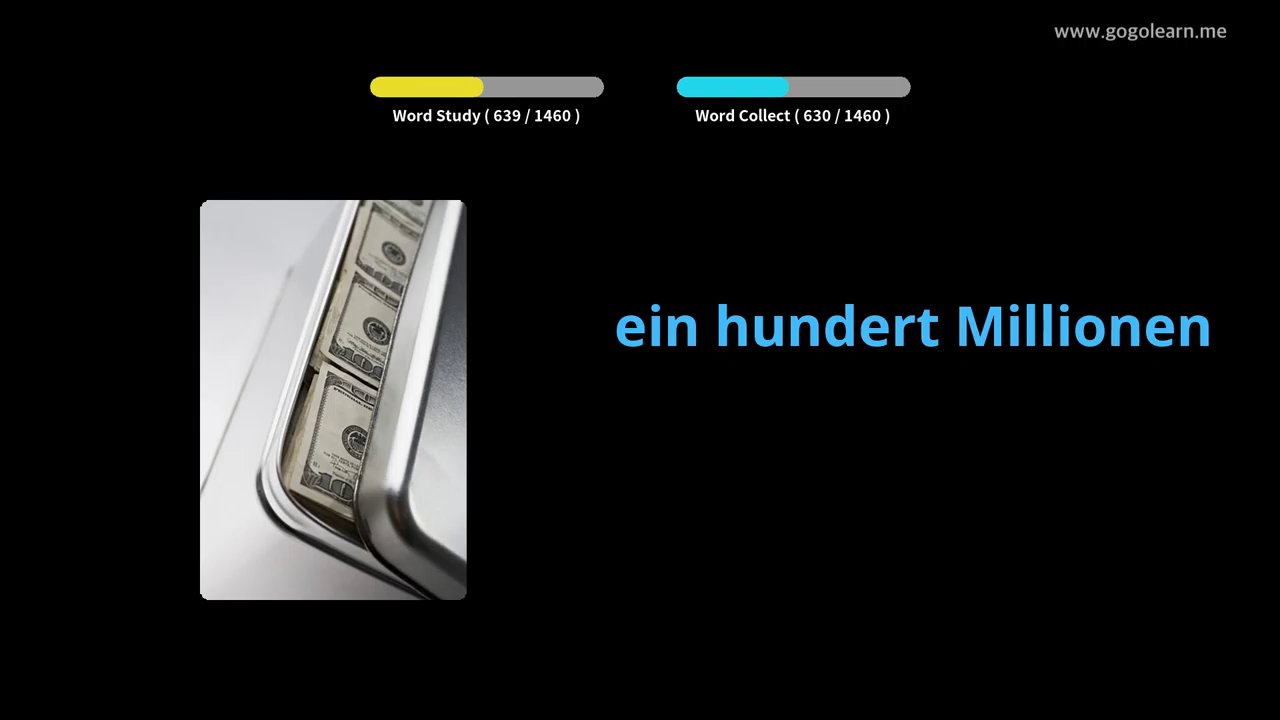 www.gogolearn.me
Word Study ( 639 / 1460 )
Word Collect ( 630 / 1460 )
ein hundert Millionen